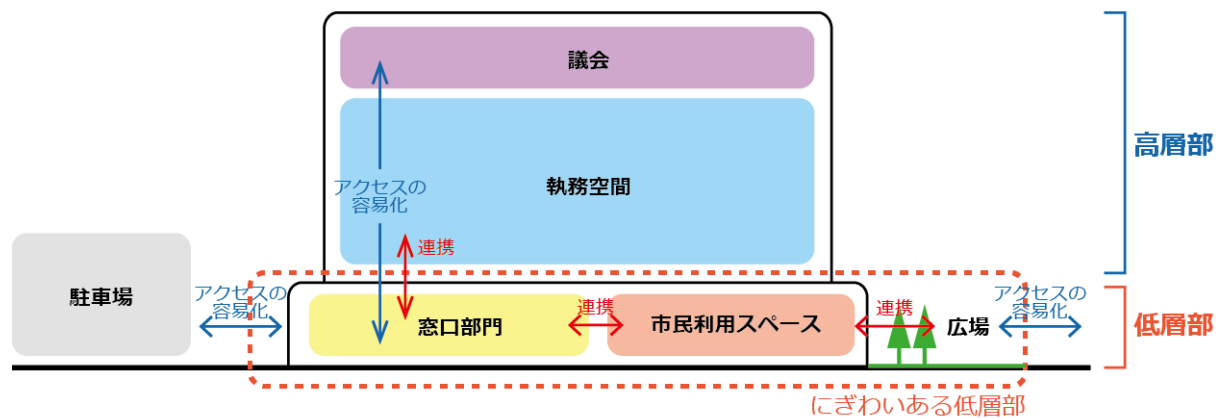 議会
高層部
執務空間
アクセスの
容易化
連携
駐車場
アクセスの
容易化
窓口部門
連携
市民利用スペース
連携
広場
アクセスの
容易化
低層部
にぎわいある低層部